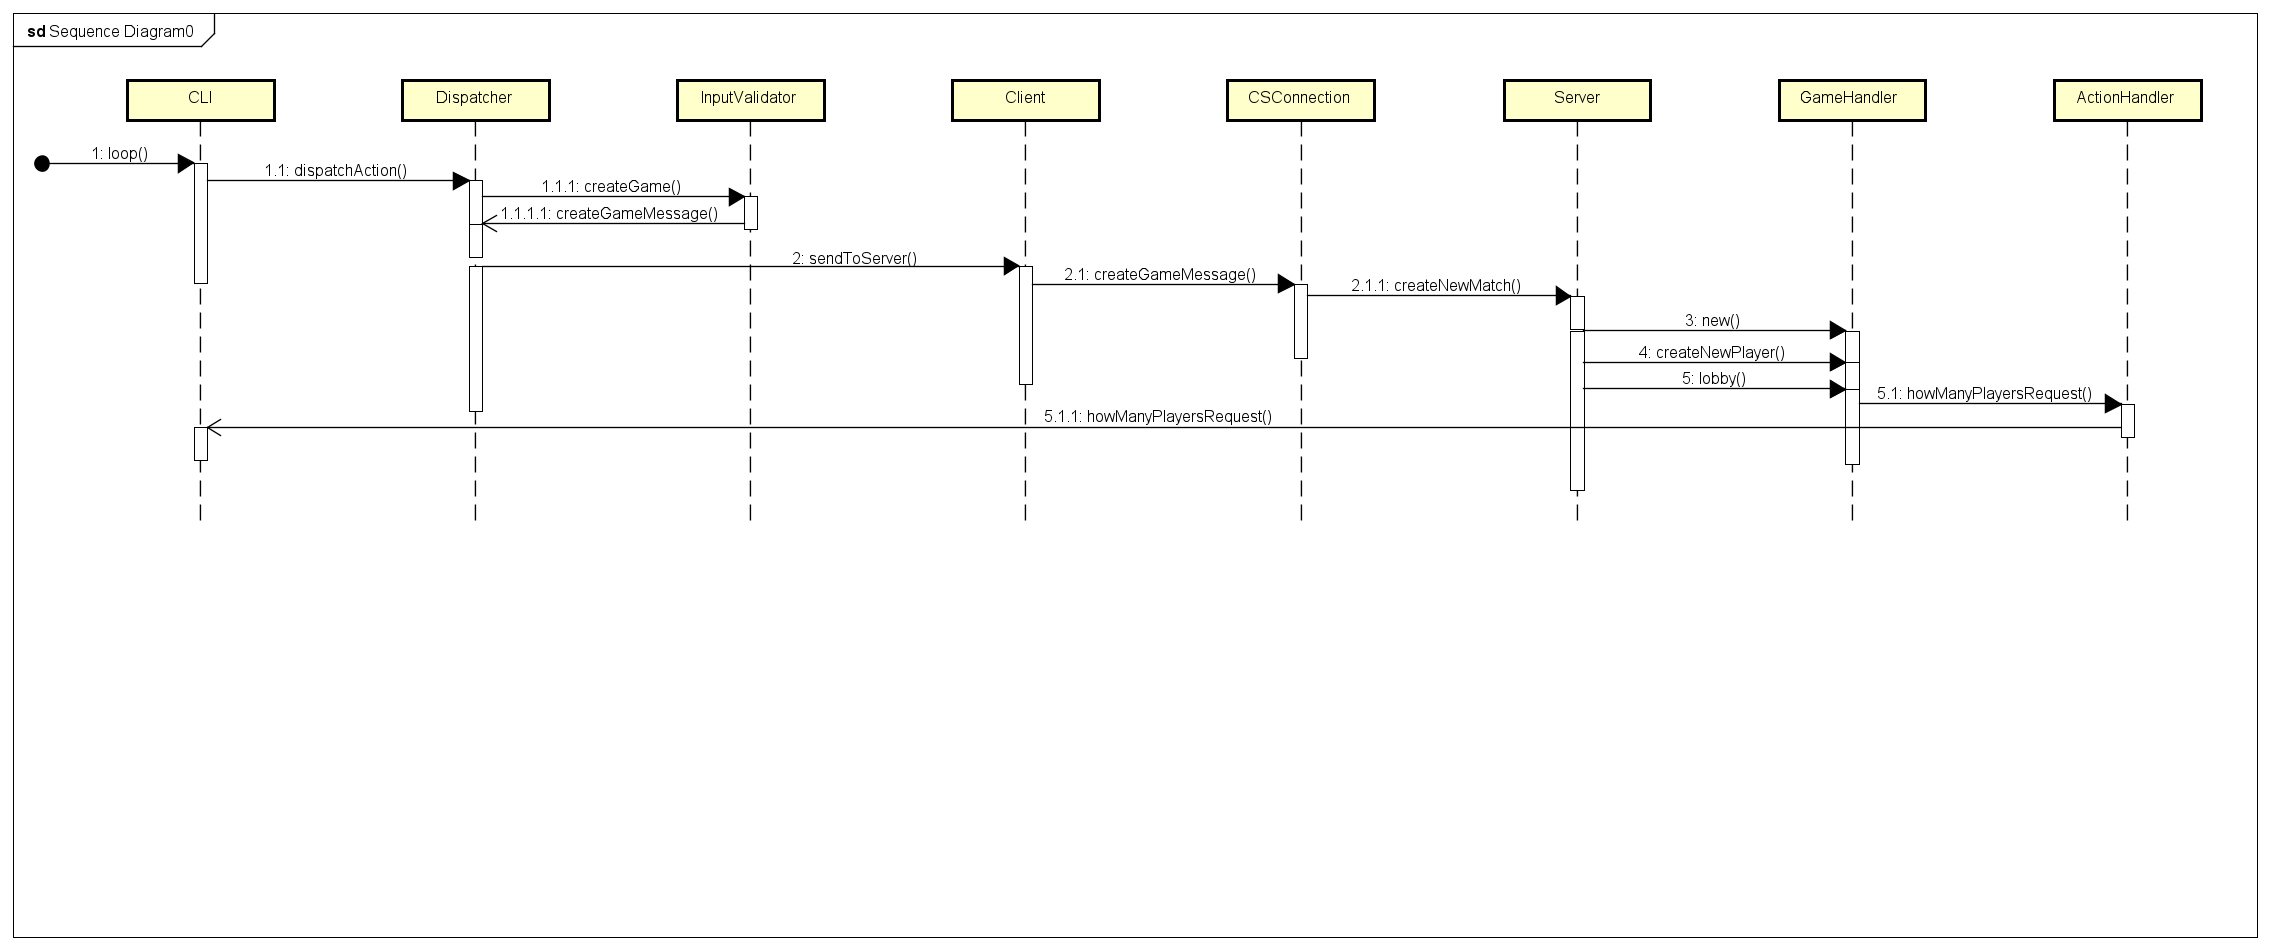 sd Sequence Diagram0
CLI
Dispatcher
InputValidator
Client
CSConnection
Server
GameHandler
ActionHandler
1: loop()
1.1: dispatchAction()
1.1.1: createGame()
1.1.1.1: createGameMessage()
2: sendToServer()
2.1: createGameMessage()
2.1.1: createNewMatch()
3: new()
4: createNewPlayer()
5: lobby()
5.1: howManyPlayersRequest()
5.1.1: howManyPlayersRequest()